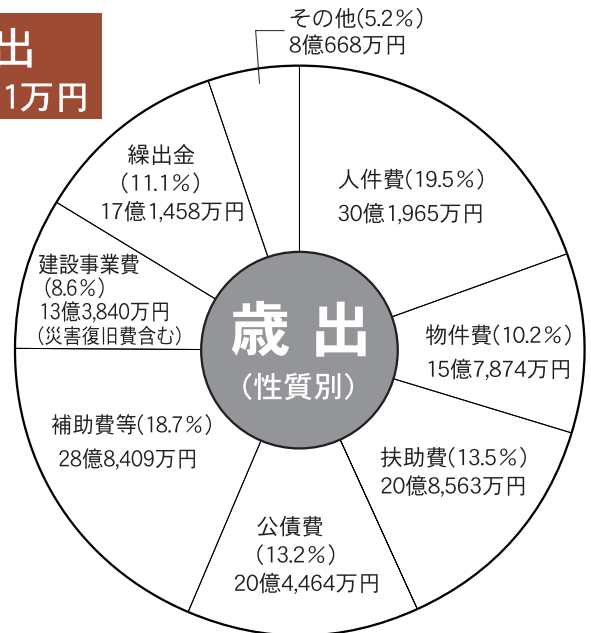 出
1万円
その他(5.2%)
8億668万円
人件費(19.5%)
30億1,965万円
物件費(10.2%)
15億7,874万円
扶助費(13.5%)
20億8,563万円
公債費
(13.2%)
20億4,464万円
補助費等(18.7%)
28億8,409万円
建設事業費
(8.6%)
13億3,840万円
(災害復旧費含む)
繰出金
(11.1%)
17億1,458万円
歳出
(性質別)